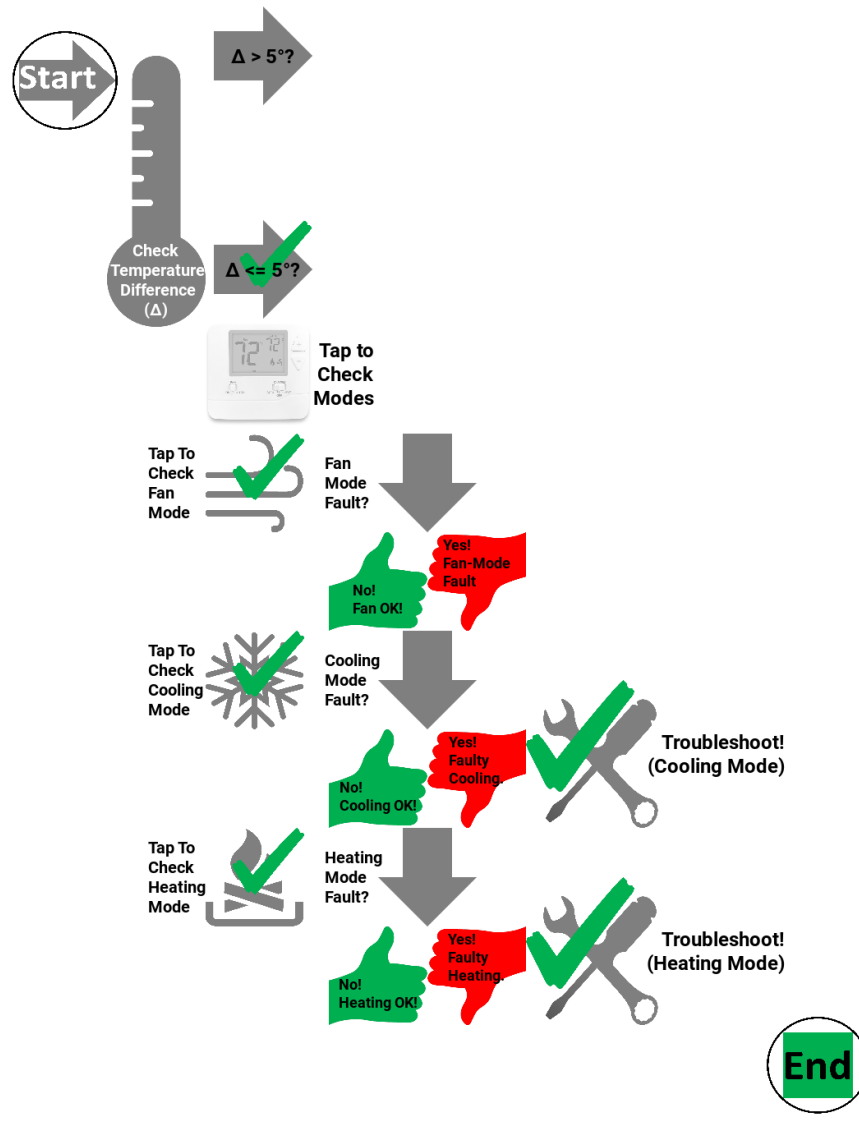 Start
Δ > 5°?
Check
Temperature
Difference
(Δ)
Δ <= 5°?
72
72
Tap to
Check
Modes
Tap To
Check
Fan
Mode
Fan
Mode
Fault?
No!
Fan OK!
Yes!
Fan-Mode
Fault
Tap To
Check
Cooling
Mode
Cooling
Mode
Fault?
No!
Cooling OK!
Yes!
Faulty
Cooling.
Troubleshoot!
(Cooling Mode)
Tap To
Check
Heating
Mode
Heating
Mode
Fault?
No!
Heating OK!
Yes!
Faulty
Heating.
Troubleshoot!
(Heating Mode)
End